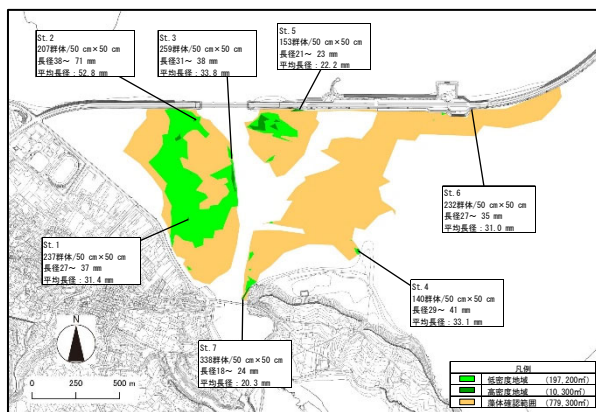 St. 2
207群体/50 cm×50 cm
長径38～ 71 mm
平均長径：52.8 mm
St. 3
259群体/50 cm×50 cm
長径31～ 38 mm
平均長径：33.8 mm
St. 5
153群体/50 cm×50 cm
長径21～ 23 mm
平均長径：22.2 mm
St. 6
232群体/50 cm×50 cm
長径27～ 35 mm
平均長径：31.0 mm
St. 1
237群体/50 cm×50 cm
長径27～ 37 mm
平均長径：31.4 mm
St. 4
140群体/50 cm×50 cm
長径29～ 41 mm
平均長径：33.1 mm
St. 7
338群体/50 cm×50 cm
長径18～ 24 mm
平均長径：20.3 mm
N
0 250 500 m
凡例
低密度地域 (197,200㎡)
高密度地域 (10,300㎡)
藻体確認範囲 (779,300㎡)